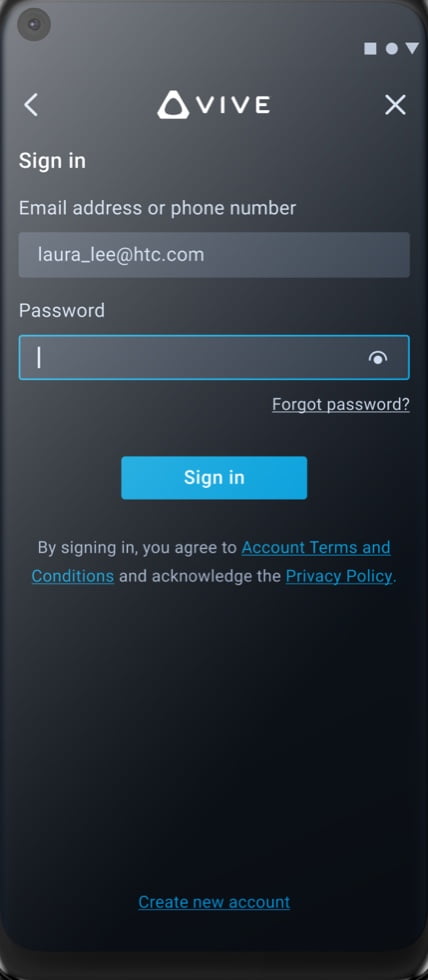 VIVE
Sign in
Email address or phone number
laura_lee@htc.com
Password
Forgot password?
Sign in
By signing in, you agree to Account Terms and
Conditions and acknowledge the Privacy Policy.
Create new account